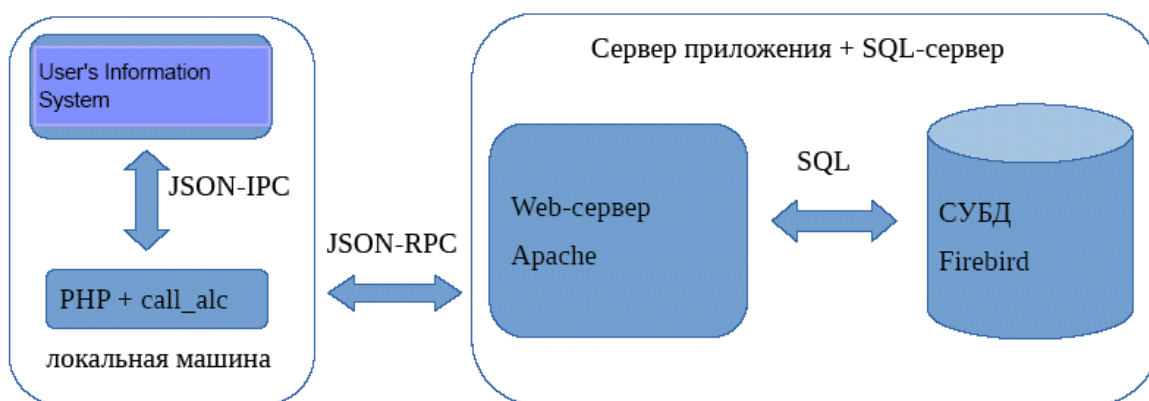 User's Information
System
JSON-IPC
PHP + call_alc
локальная машина
JSON-RPC
Сервер приложения + SQL-сервер
Web-сервер
Apache
SQL
СУБД
Firebird